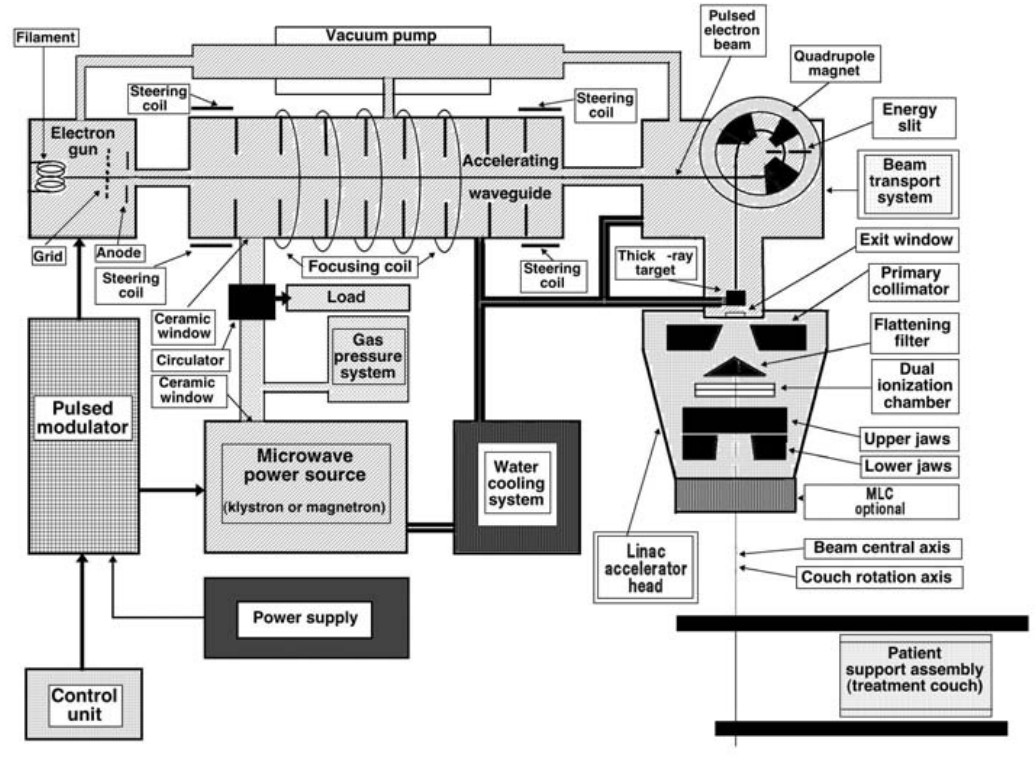 Filament
Vacuum pump
Pulsed
electron
beam
Quadrupole
magnet
Steering
coil
Steering
coil
Energy
slit
Electron
gun
Accelerating
waveguide
Beam
transport
system
Grid
Anode
Steering
coil
Focusing coil
Steering
coil
Thick -ray
target
Exit window
Primary
collimator
Load
Ceramic
window
Circulator
Ceramic
window
Gas
pressure
system
Flattening
filter
Dual
ionization
chamber
Pulsed
modulator
Microwave
power source
(klystron or magnetron)
Water
cooling
system
Upper jaws
Lower jaws
MLC
optional
Linac
accelerator
head
Beam central axis
Couch rotation axis
Power supply
Control
unit
Patient
support assembly
(treatment couch)